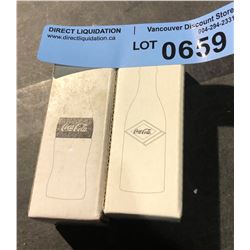 DIRECT LIQUIDATION
www.directliquidation.ca
Vancouver Discount Store
604-294-2331
LOT 0659
Coca-Cola
Coca-Cola